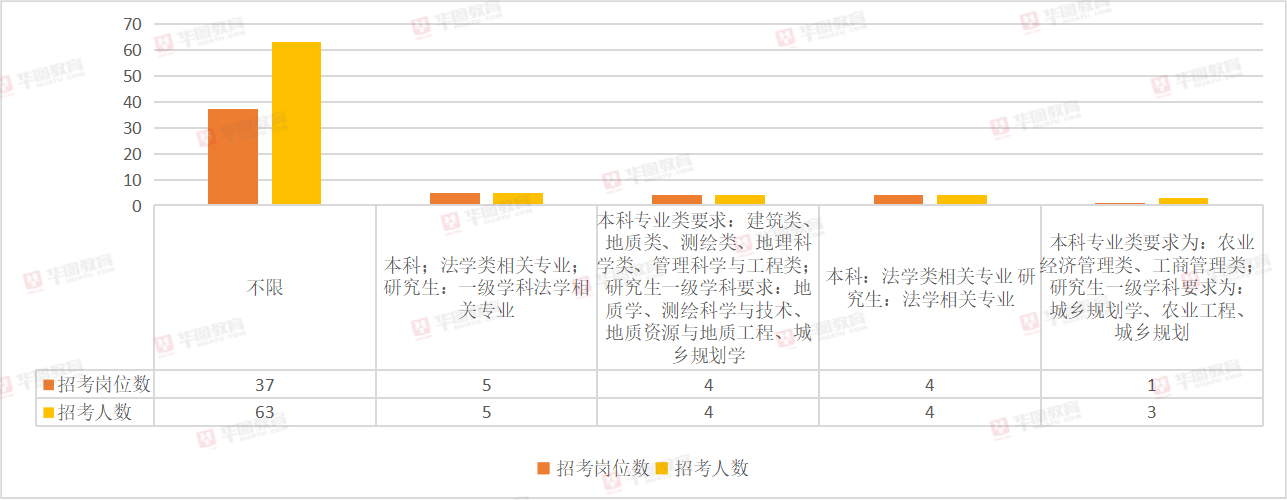 70
60
50
40
30
20
10
0
不限
本科；法学类相关专业；
研究生：一级学科法学相
关专业
本科专业类要求：建筑类、
地质类、测绘类、地理科
学类、管理科学与工程类；
研究生一级学科要求：地
质学、测绘科学与技术、
地质资源与地质工程、城
乡规划学
本科：法学类相关专业 研
究生：法学相关专业
本科专业类要求为：农业
经济管理类、工商管理类；
研究生一级学科要求为：
城乡规划学、农业工程、
城乡规划
招考岗位数 37 5 4 4 1
招考人数 63 5 4 4 3
招考岗位数 招考人数
华图教育